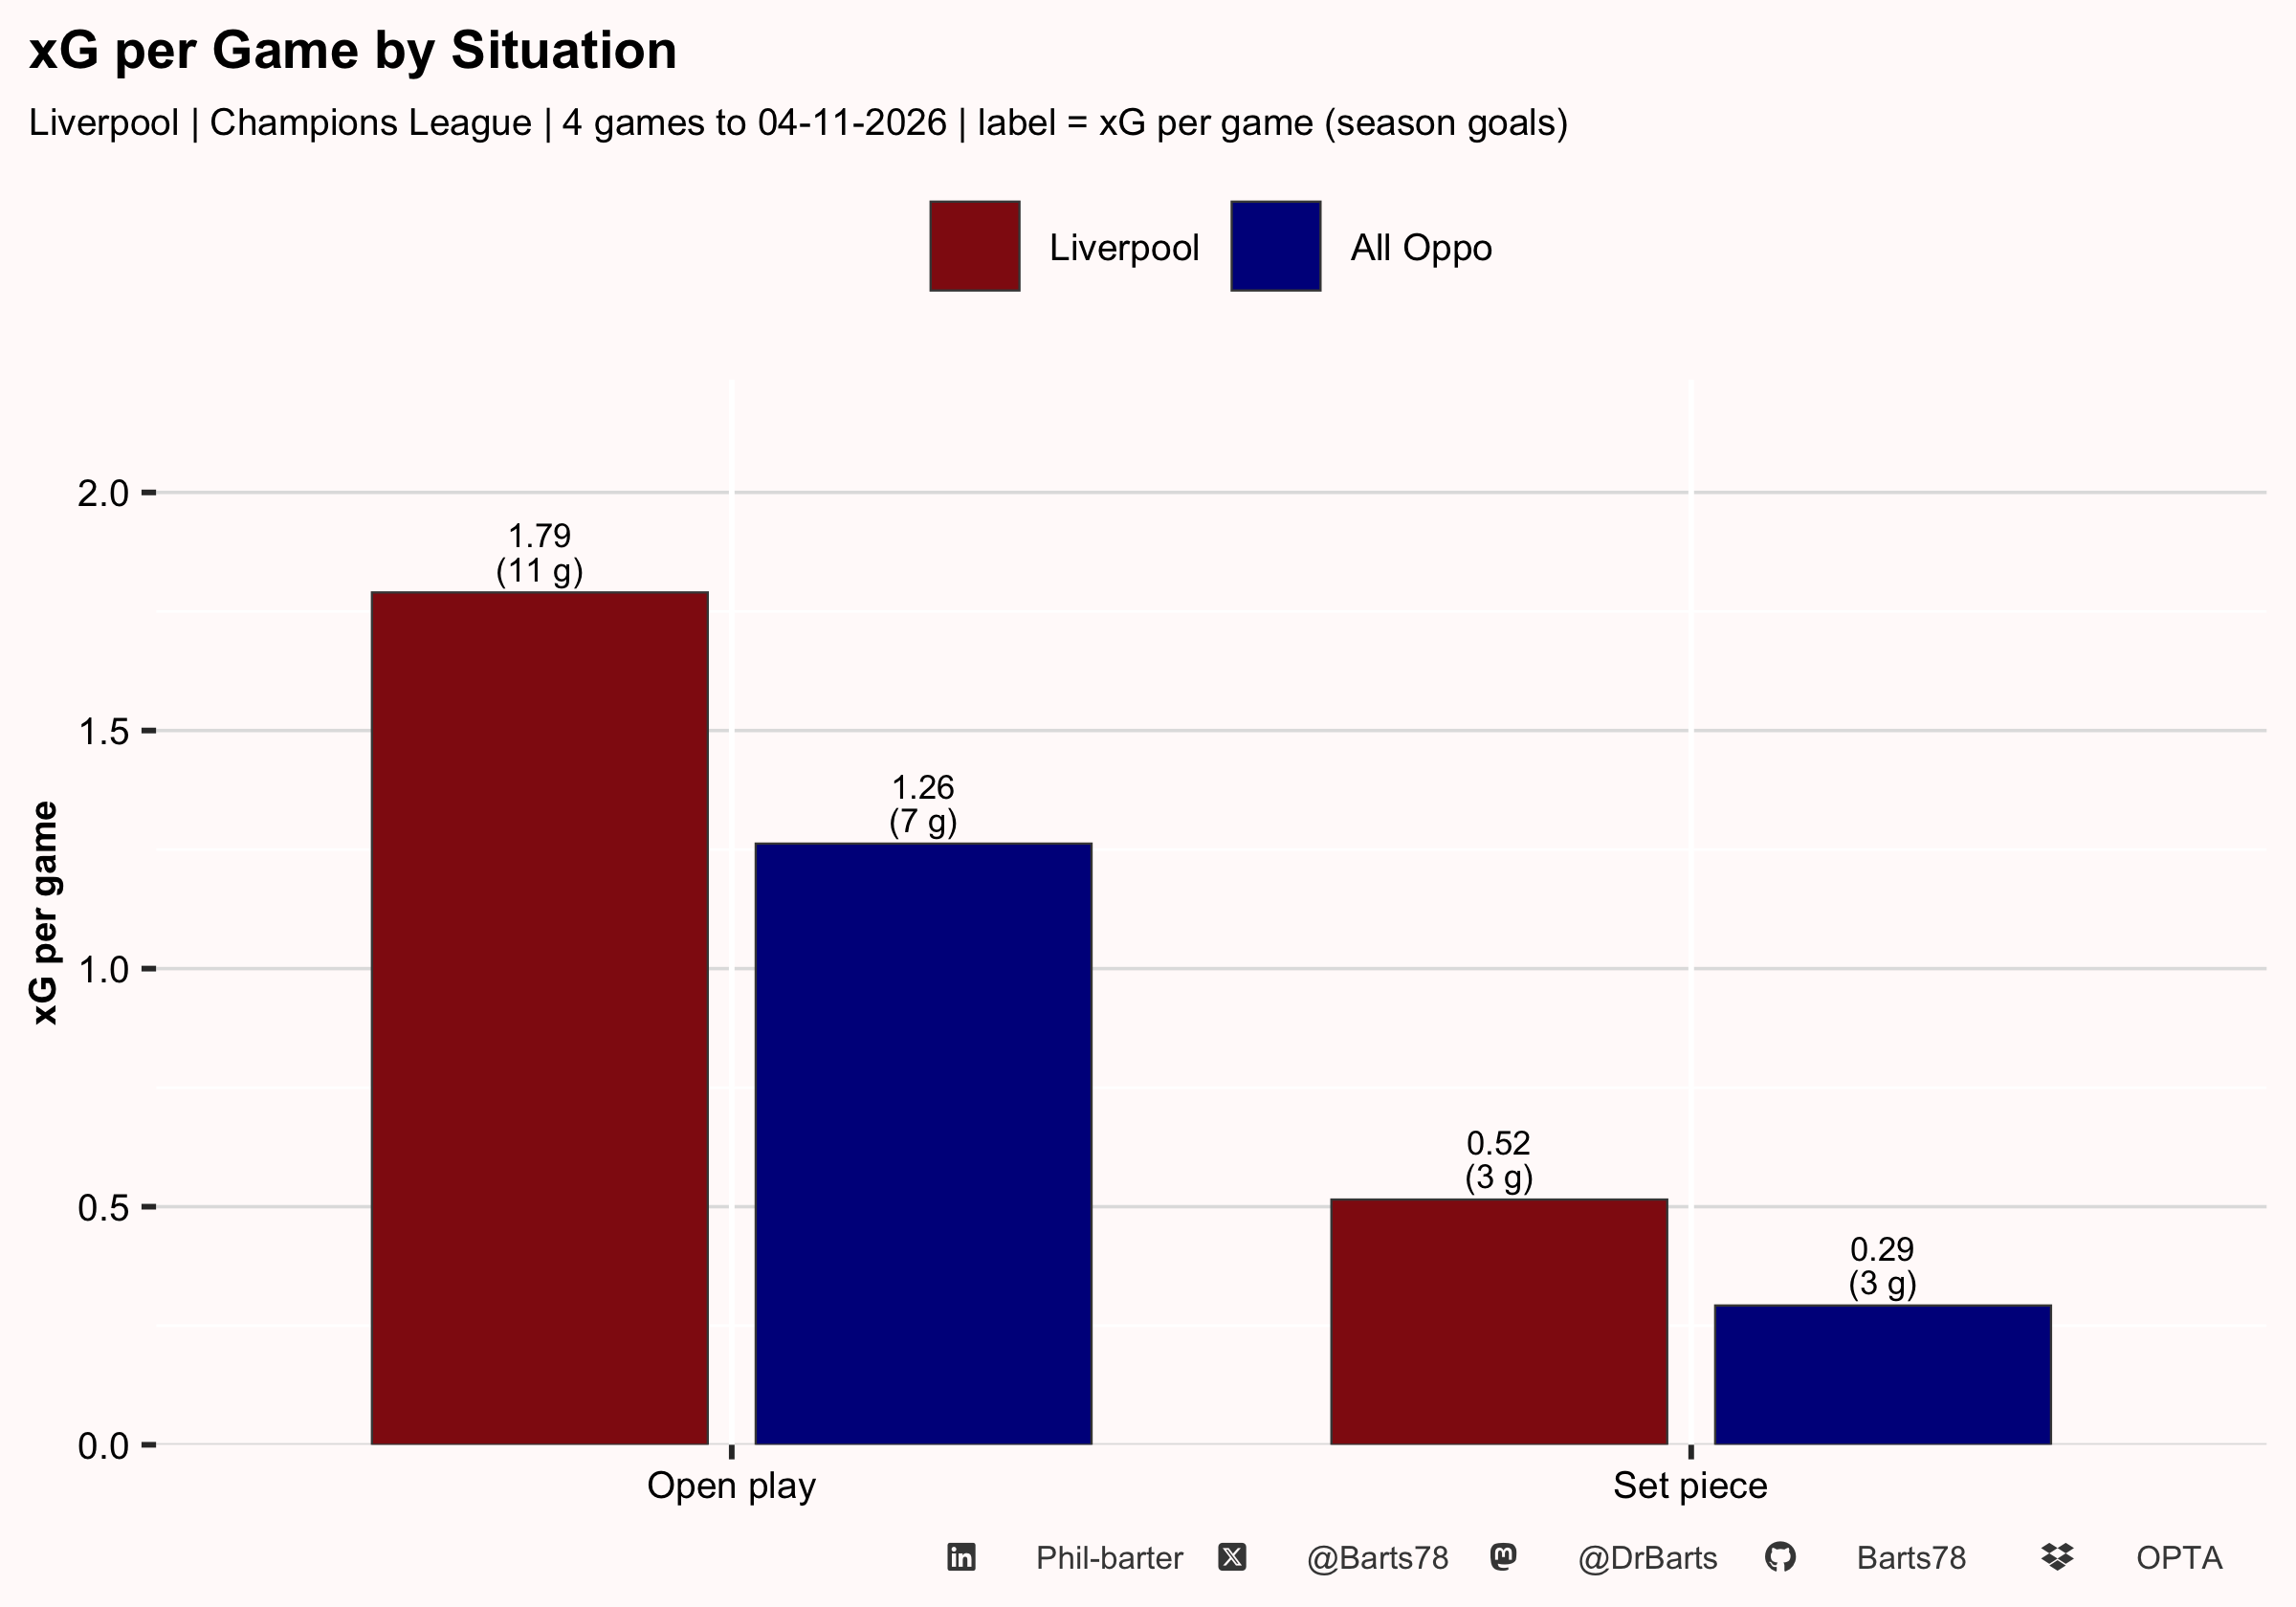 xG per Game by Situation
Liverpool | Champions League | 4 games to 04-11-2026 | label = xG per game (season goals)
Liverpool
All Oppo
xG per game
2.0
1.5
1.0
0.5
0.0
1.79
(11 g)
1.26
(7 g)
0.52
(3 g)
0.29
(3 g)
Open play
Set piece
Phil-barter @Barts78 @DrBarts Barts78 OPTA